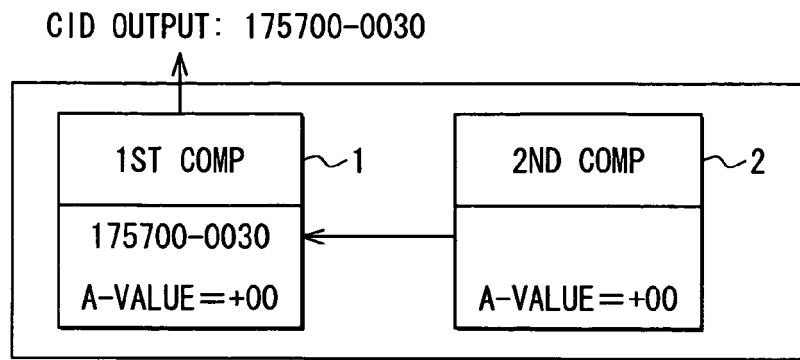 CID OUTPUT: 175700-0030
1ST COMP
1
2ND COMP
2
175700-0030
A-VALUE=+00
A-VALUE=+00